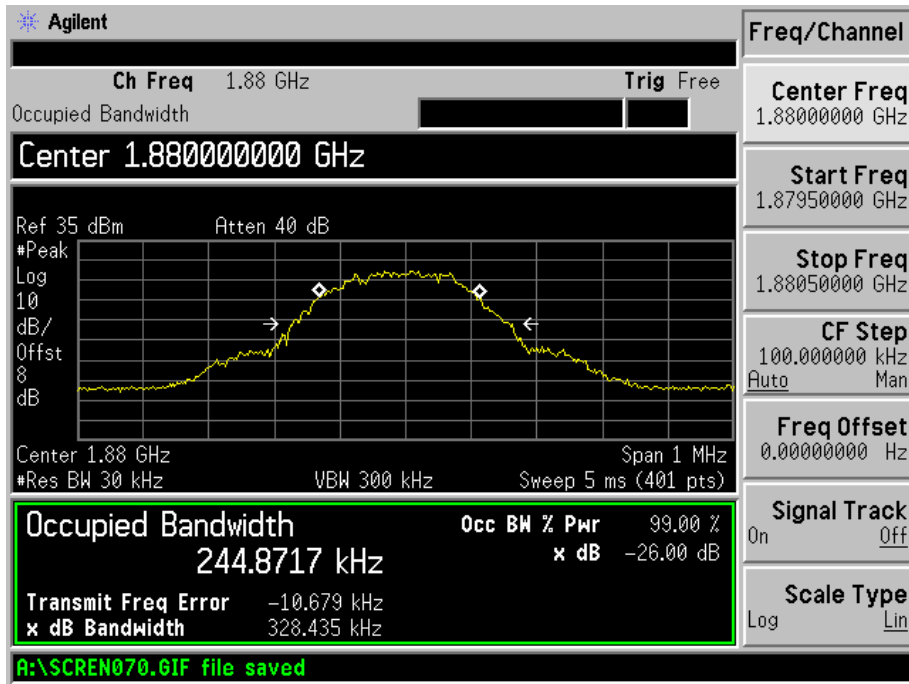 Agilent
Ch Freq 1.88 GHz Trig Free
Occupied Bandwidth
Center 1.880000000 GHz
Ref 35 dBm Atten 40 dB
#Peak
Log
10
dB/
Offst
8
dB
Center 1.88 GHz Span 1 MHz
#Res BW 30 kHz VBW 300 kHz Sweep 5 ms (401 pts)
Occupied Bandwidth
244.8717 kHz
Occ BW % Pwr 99.00 %
x dB -26.00 dB
Transmit Freq Error -10.679 kHz
x dB Bandwidth 328.435 kHz
A:\SCREN070.GIF file saved
Freq/Channel
Center Freq
1.88000000 GHz
Start Freq
1.87950000 GHz
Stop Freq
1.88050000 GHz
CF Step
100.000000 kHz
Auto Man
Freq Offset
0.00000000 Hz
Signal Track
On Off
Scale Type
Log Lin